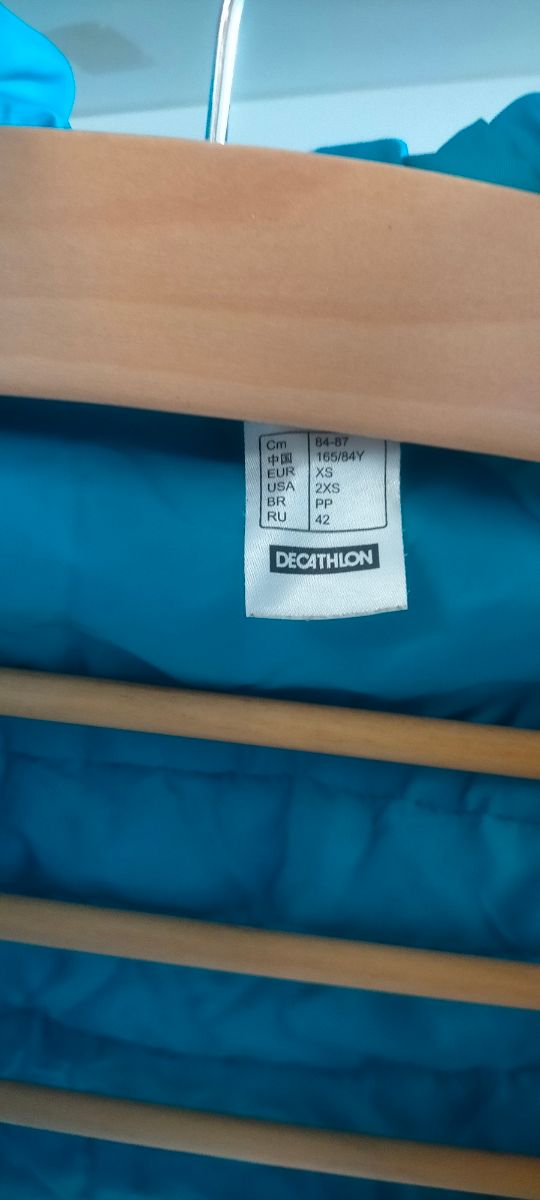 Cm 84-87
中国 165/84Y
EUR XS
USA 2XS
BR PP
RU 42
DECATHLON